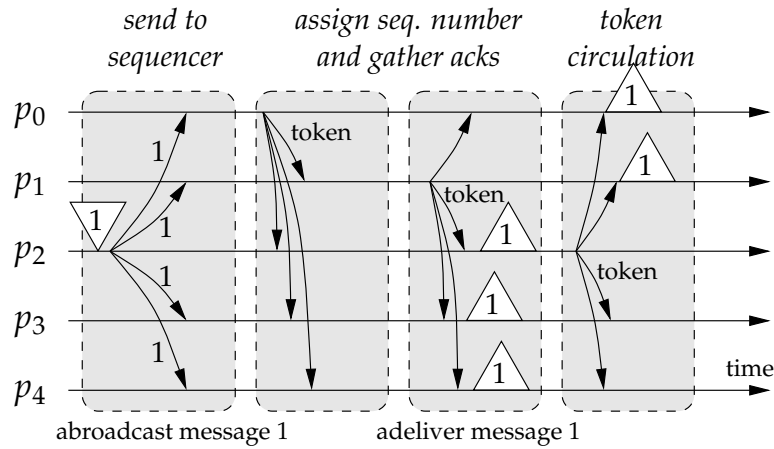 send to
sequencer
assign seq. number
and gather acks
token
circulation
p0
p1
p2
p3
p4
1
1
1
1
1
token
token
1
1
1
token
1
1
time
abroadcast message 1
adeliver message 1